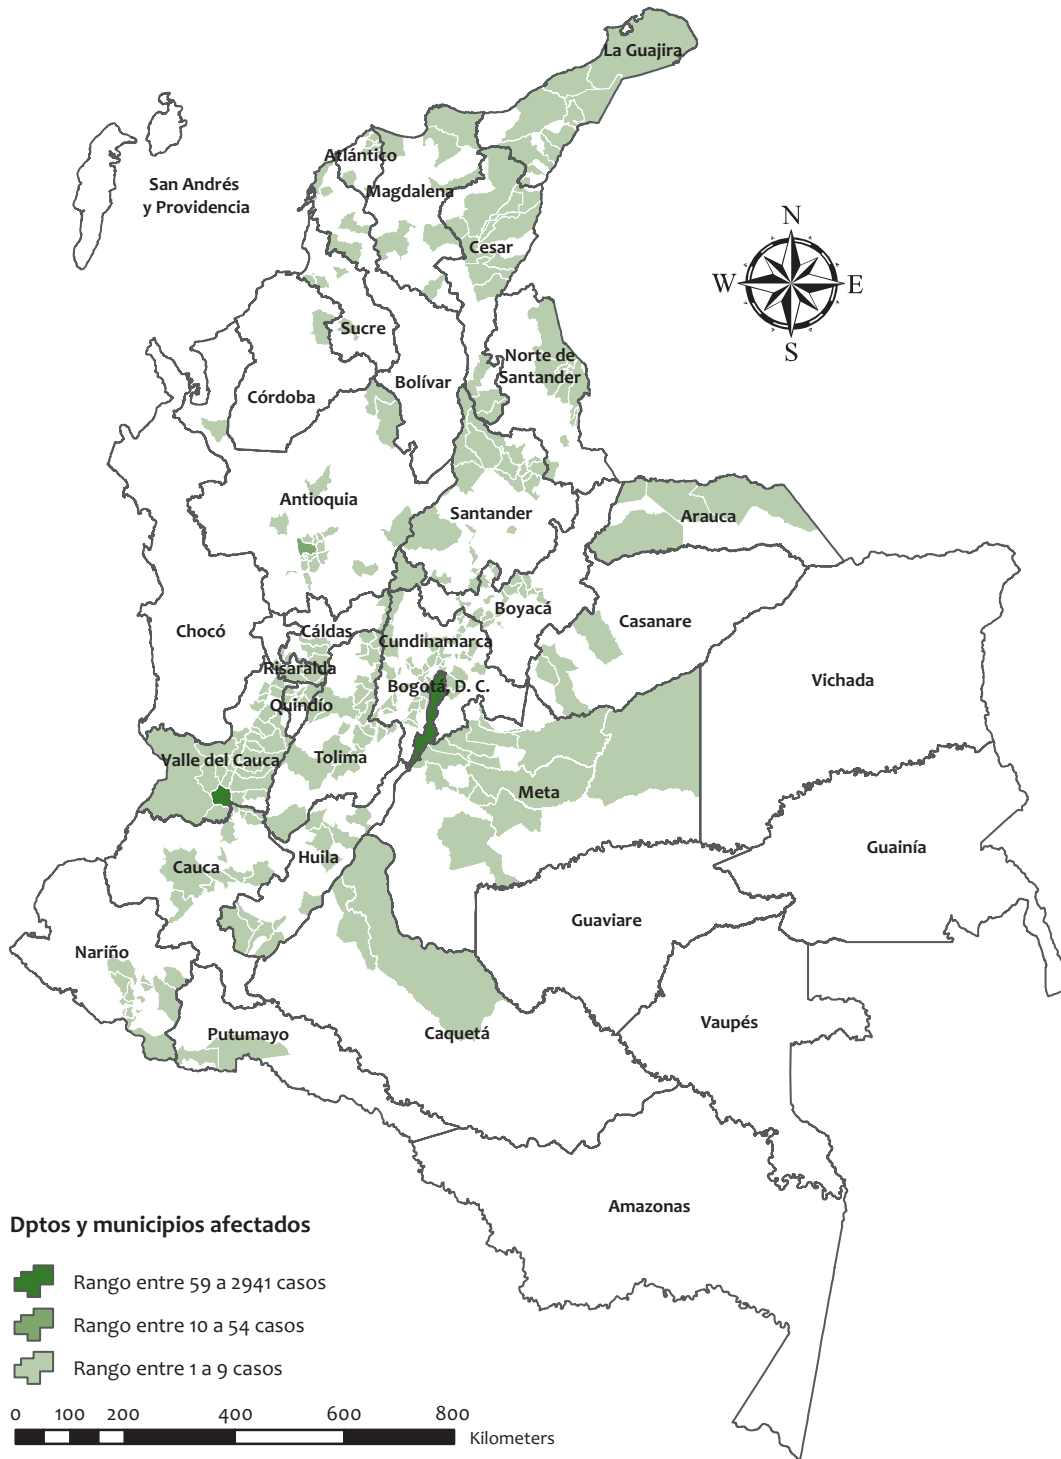 La Guajira
Atlántico
San Andrés
y Providencia
Magdalena
N
Cesar
W
E
S
Sucre
Norte de
Santander
Bolívar
Córdoba
Antioquia
Santander
Arauca
Boyacá
Casanare
Chocó
Cáldas
Cundinamarca
Risaralda
Vichada
Bogotá, D. C.
Quindío
Valle del Cauca
Tolima
Meta
Guainía
Huila
Cauca
Guaviare
Nariño
Vaupés
Putumayo
Caquetá
Amazonas
Dptos y municipios afectados
Rango entre 59 a 2941 casos
Rango entre 10 a 54 casos
Rango entre 1 a 9 casos
0 100 200 400 600 800
Kilometers